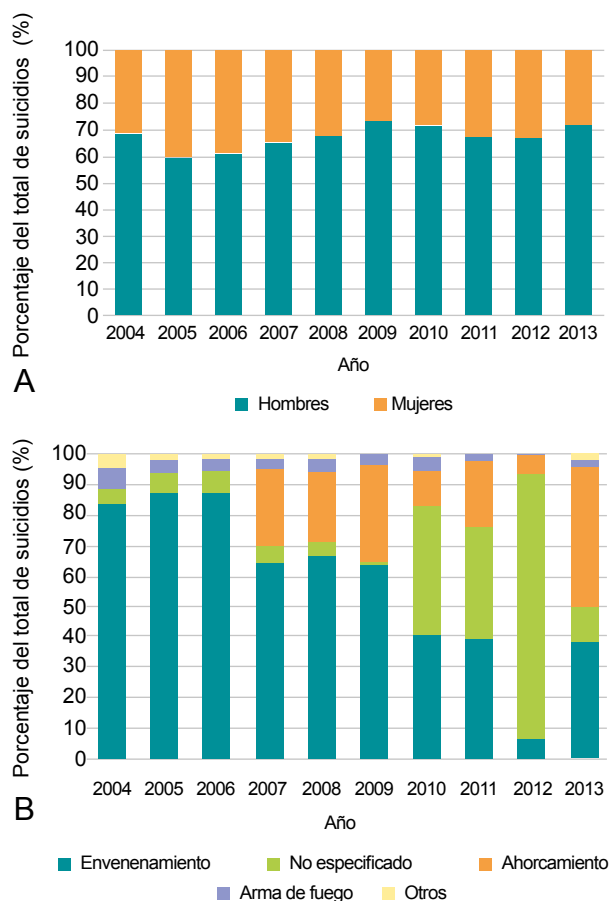 Porcentaje del total de suicidios (%)
100
90
80
70
60
50
40
30
20
10
0
2004 2005 2006 2007 2008 2009 2010 2011 2012 2013
Año
A
Hombres Mujeres
Porcentaje del total de suicidios (%)
100
90
80
70
60
50
40
30
20
10
0
2004 2005 2006 2007 2008 2009 2010 2011 2012 2013
Año
B
Envenenamiento No especificado Ahorcamiento
Arma de fuego Otros